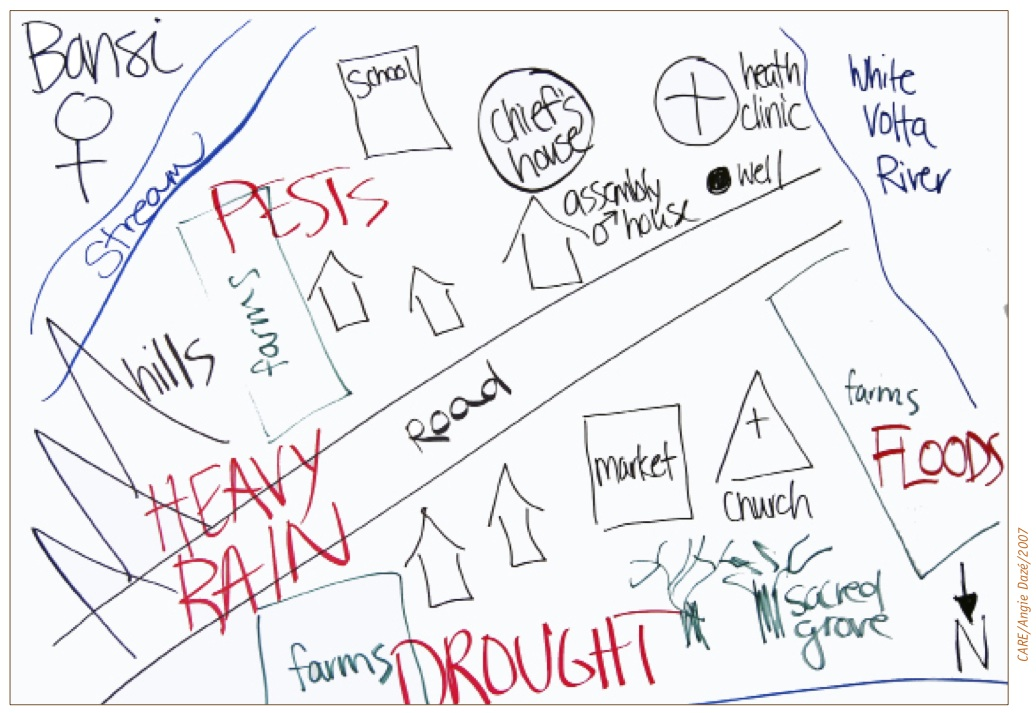 Bansi
school
chief's
house
heath
clinic
White
Volta
River
Stream
PESTS
assembly
♂ house
well
farms
hills
ROad
farms
FLOODS
market
church
HEAVY
RAIN
sacred
grove
farms
DROUGHT
N
CARE/Angie Dazé/2007